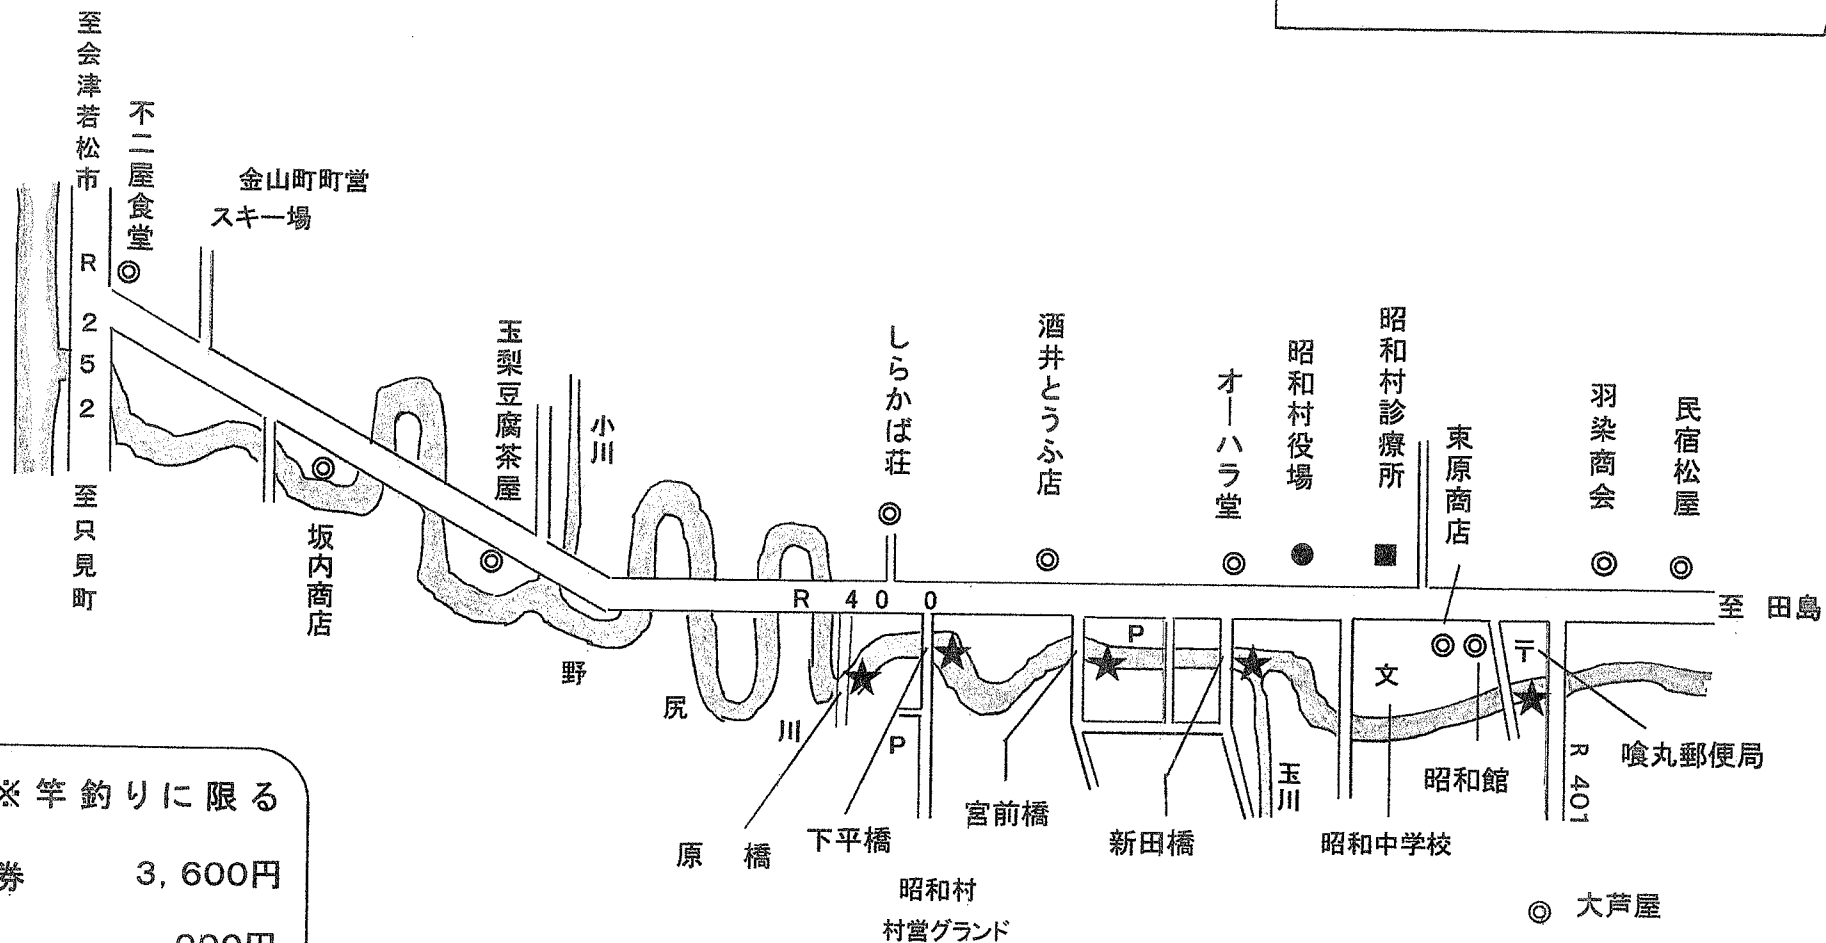 至会津若松市
不二屋食堂
金山町町営
スキー場
R252
至只見町
坂内商店
玉梨豆腐茶屋
小川
しらかば荘
酒井とうふ店
オーハラ堂
昭和村役場
昭和村診療所
東原商店
羽染商会
民宿松屋
R400
至 田島
野尻川
P
P
文
〒
原 橋
下平橋
宮前橋
新田橋
玉川
昭和中学校
昭和館
喰丸郵便局
R 401
昭和村
村営グランド
大芦屋
※竿釣りに限る
券 3,600円